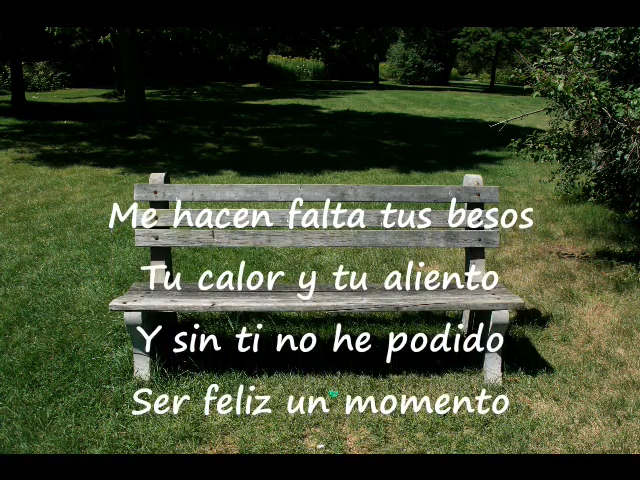 Me hacen falta tus besos
Tu calor y tu aliento
Y sin ti no he podido
Ser feliz un momento